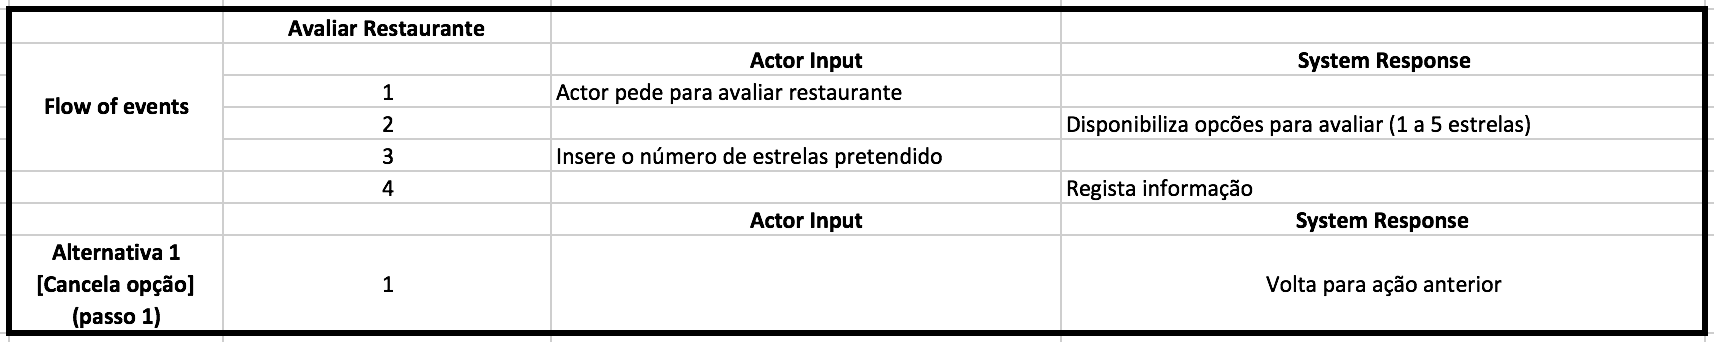 Avaliar Restaurante
Actor Input System Response
Flow of events
1 Actor pede para avaliar restaurante
2 Disponibiliza opcões para avaliar (1 a 5 estrelas)
3 Insere o número de estrelas pretendido
4 Regista informação
Actor Input System Response
Alternativa 1
[Cancela opção]
(passo 1)
1 Volta para ação anterior